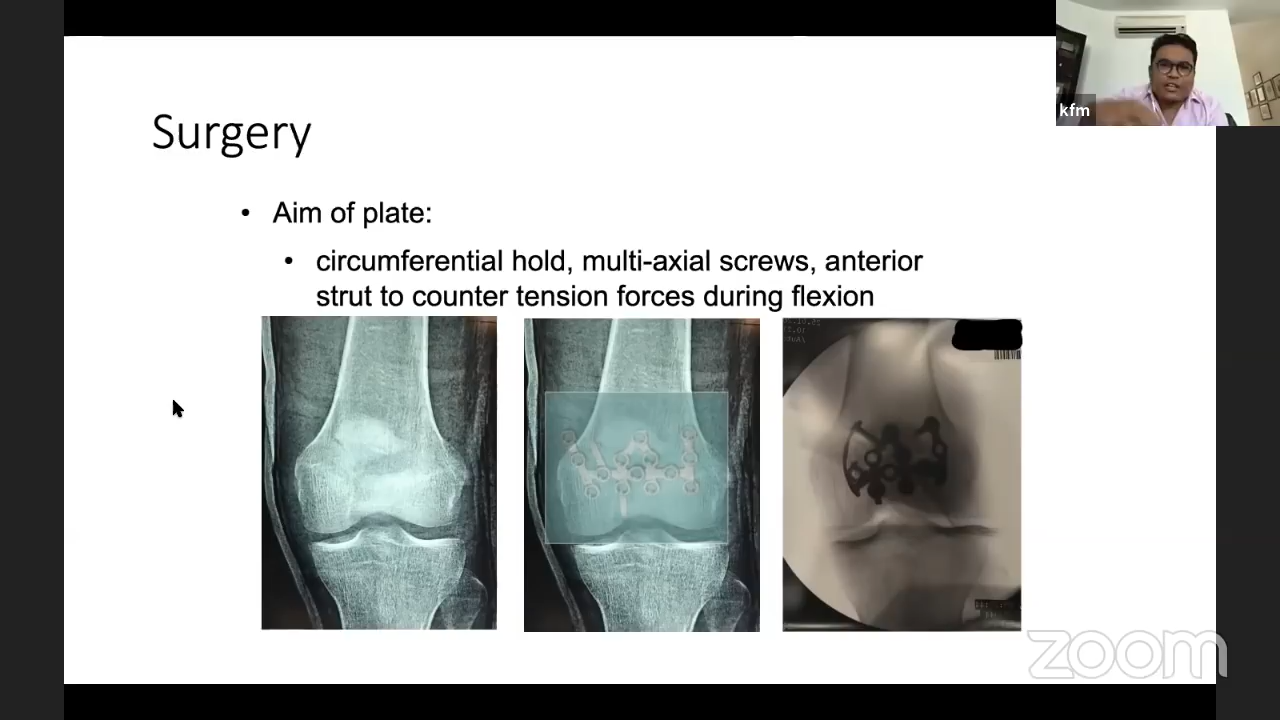 kfm
Surgery
• Aim of plate:
• circumferential hold, multi-axial screws, anterior
strut to counter tension forces during flexion
zoom